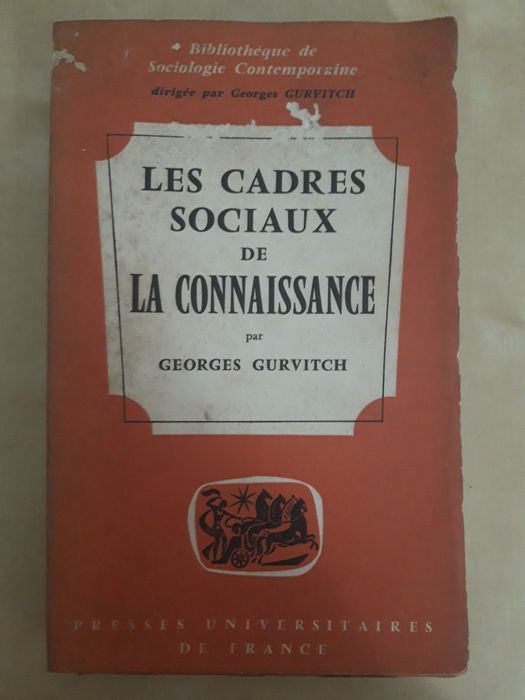 Bibliothèque de
Sociologie Contemporaine
dirigée par Georges GURVITCH
LES CADRES
SOCIAUX
DE
LA CONNAISSANCE
par
GEORGES GURVITCH
PRESSES UNIVERSITAIRES
DE FRANCE